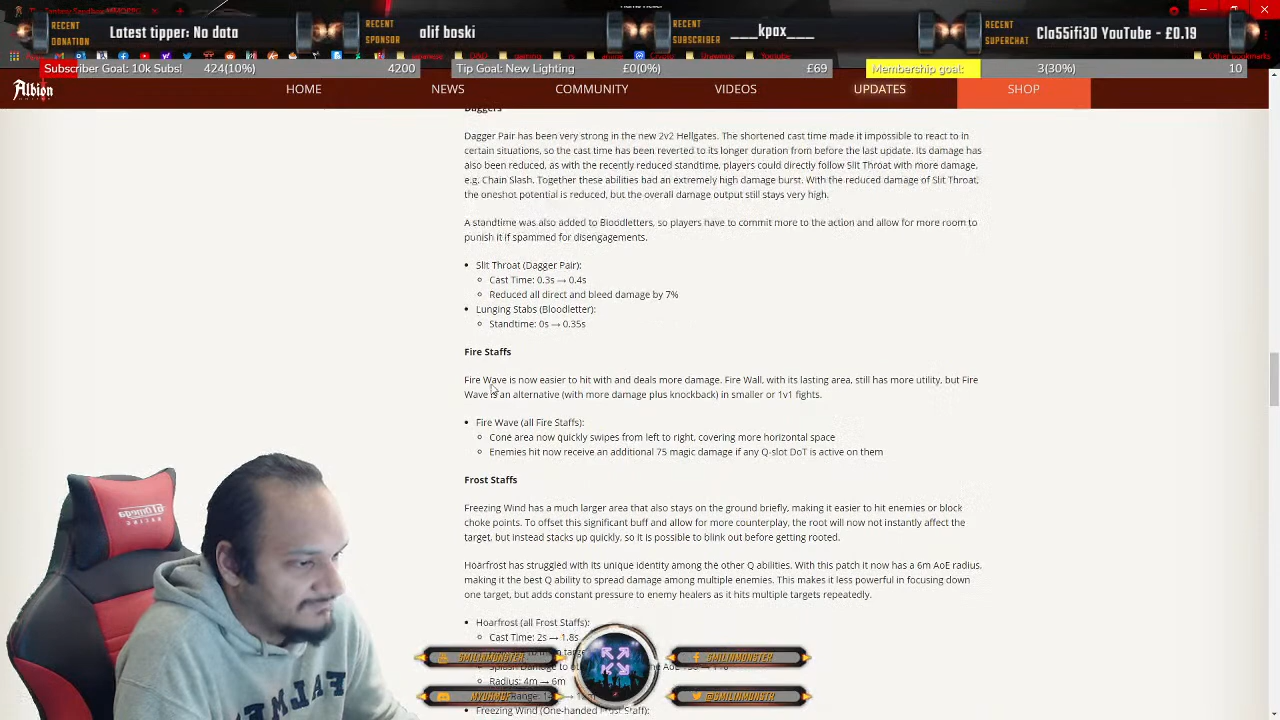 RECENT DONATION
Latest tipper: No data
RECENT SPONSOR
alif boski
RECENT SUBSCRIBER
___kpax___
RECENT SUPERCHAT
Cla55ifi3D YouTube - £0.19
Subscriber Goal: 10k Subs! 424(10%) 4200
Tip Goal: New Lighting £0(0%) £69
Membership goal: 3(30%) 10
Albion
HOME NEWS COMMUNITY VIDEOS UPDATES SHOP
Daggers
Dagger Pair has been very strong in the new 2v2 Hellgates. The shortened cast time made it impossible to react to in
certain situations, so the cast time has been reverted to its longer duration from before the last update. Its damage has
also been reduced, as with the recently reduced standtime, players could directly follow Slit Throat with more damage,
e.g. Chain Slash. Together these abilities had an extremely high damage burst. With the reduced damage of Slit Throat,
the oneshot potential is reduced, but the overall damage output still stays very high.
A standtime was also added to Bloodletters, so players have to commit more to the action and allow for more room to
punish it if spammed for disengagements.
• Slit Throat (Dagger Pair):
Cast Time: 0.3s → 0.4s
Reduced all direct and bleed damage by 7%
• Lunging Stabs (Bloodletter):
Standtime: 0s → 0.35s
Fire Staffs
Fire Wave is now easier to hit with and deals more damage. Fire Wall, with its lasting area, still has more utility, but Fire
Wave is an alternative (with more damage plus knockback) in smaller or 1v1 fights.
• Fire Wave (all Fire Staffs):
Cone area now quickly swipes from left to right, covering more horizontal space
Enemies hit now receive an additional 75 magic damage if any Q-slot DoT is active on them
Frost Staffs
Freezing Wind has a much larger area that also stays on the ground briefly, making it easier to hit enemies or block
choke points. To offset this significant buff and allow for more counterplay, the root will now not instantly affect the
target, but instead stacks up quickly, so it is possible to blink out before getting rooted.
Hoarfrost has struggled with its unique identity among the other Q abilities. With this patch it now has a 6m AoE radius,
making it the best Q ability to spread damage among multiple enemies. This makes it less powerful in focusing down
one target, but adds constant pressure to enemy healers as it hits multiple targets repeatedly.
• Hoarfrost (all Frost Staffs):
Cast Time: 2s → 1.8s
Radius: 4m → 6m
Freezing Wind (One-handed Frost Staff):
SMILINMONSTER
SMILINMONSTER
@SMILINMONSTR
GT Omega
RACING